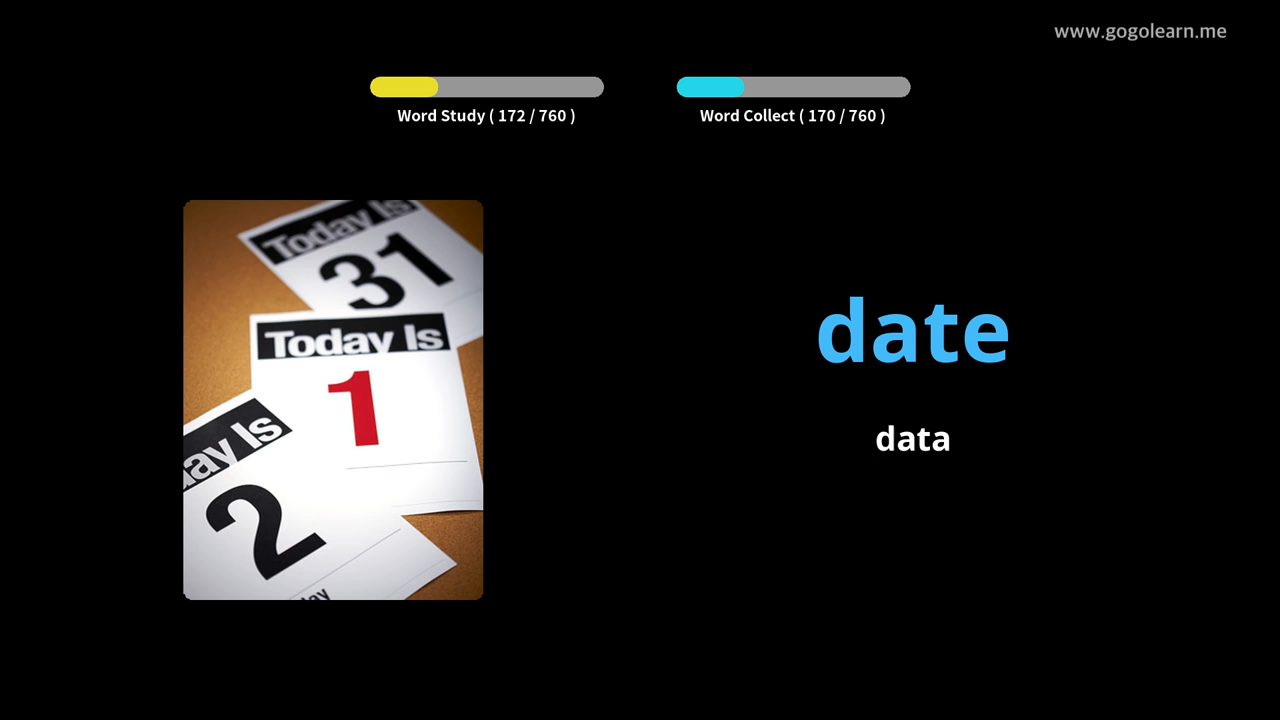 www.gogolearn.me
Word Study ( 172 / 760 )
Word Collect ( 170 / 760 )
Today Is
31
Today Is
1
day Is
2
date
data